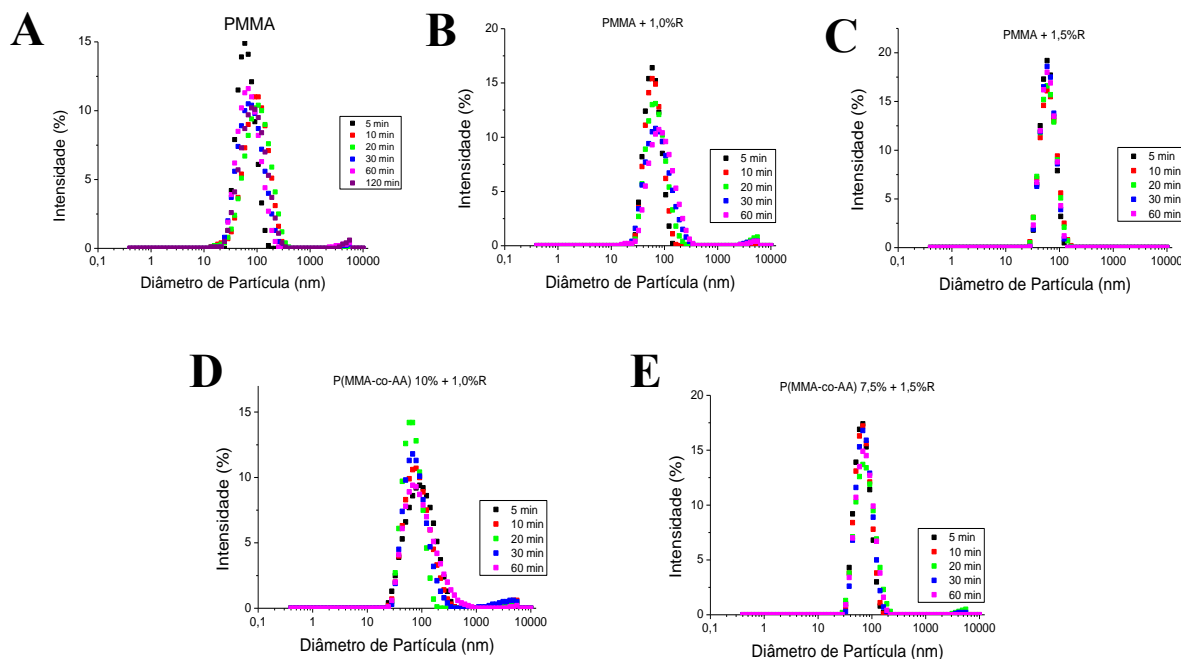 A
PMMA
15
10
5
0
Intensidade (%)
5 min
10 min
20 min
30 min
60 min
120 min
0,1 1 10 100 1000 10000
Diâmetro de Partícula (nm)
B
PMMA + 1,0%R
20
15
10
5
0
Intensidade (%)
5 min
10 min
20 min
30 min
60 min
0,1 1 10 100 1000 10000
Diâmetro de Partícula (nm)
C
PMMA + 1,5%R
20
15
10
5
0
Intensidade (%)
5 min
10 min
20 min
30 min
60 min
0,1 1 10 100 1000 10000
Diâmetro de Partícula (nm)
D
P(MMA-co-AA) 10% + 1,0%R
15
10
5
0
Intensidade (%)
5 min
10 min
20 min
30 min
60 min
0,1 1 10 100 1000 10000
Diâmetro de Partícula (nm)
E
P(MMA-co-AA) 7,5% + 1,5%R
20
15
10
5
0
Intensidade (%)
5 min
10 min
20 min
30 min
60 min
0,1 1 10 100 1000 10000
Diâmetro de Partícula (nm)